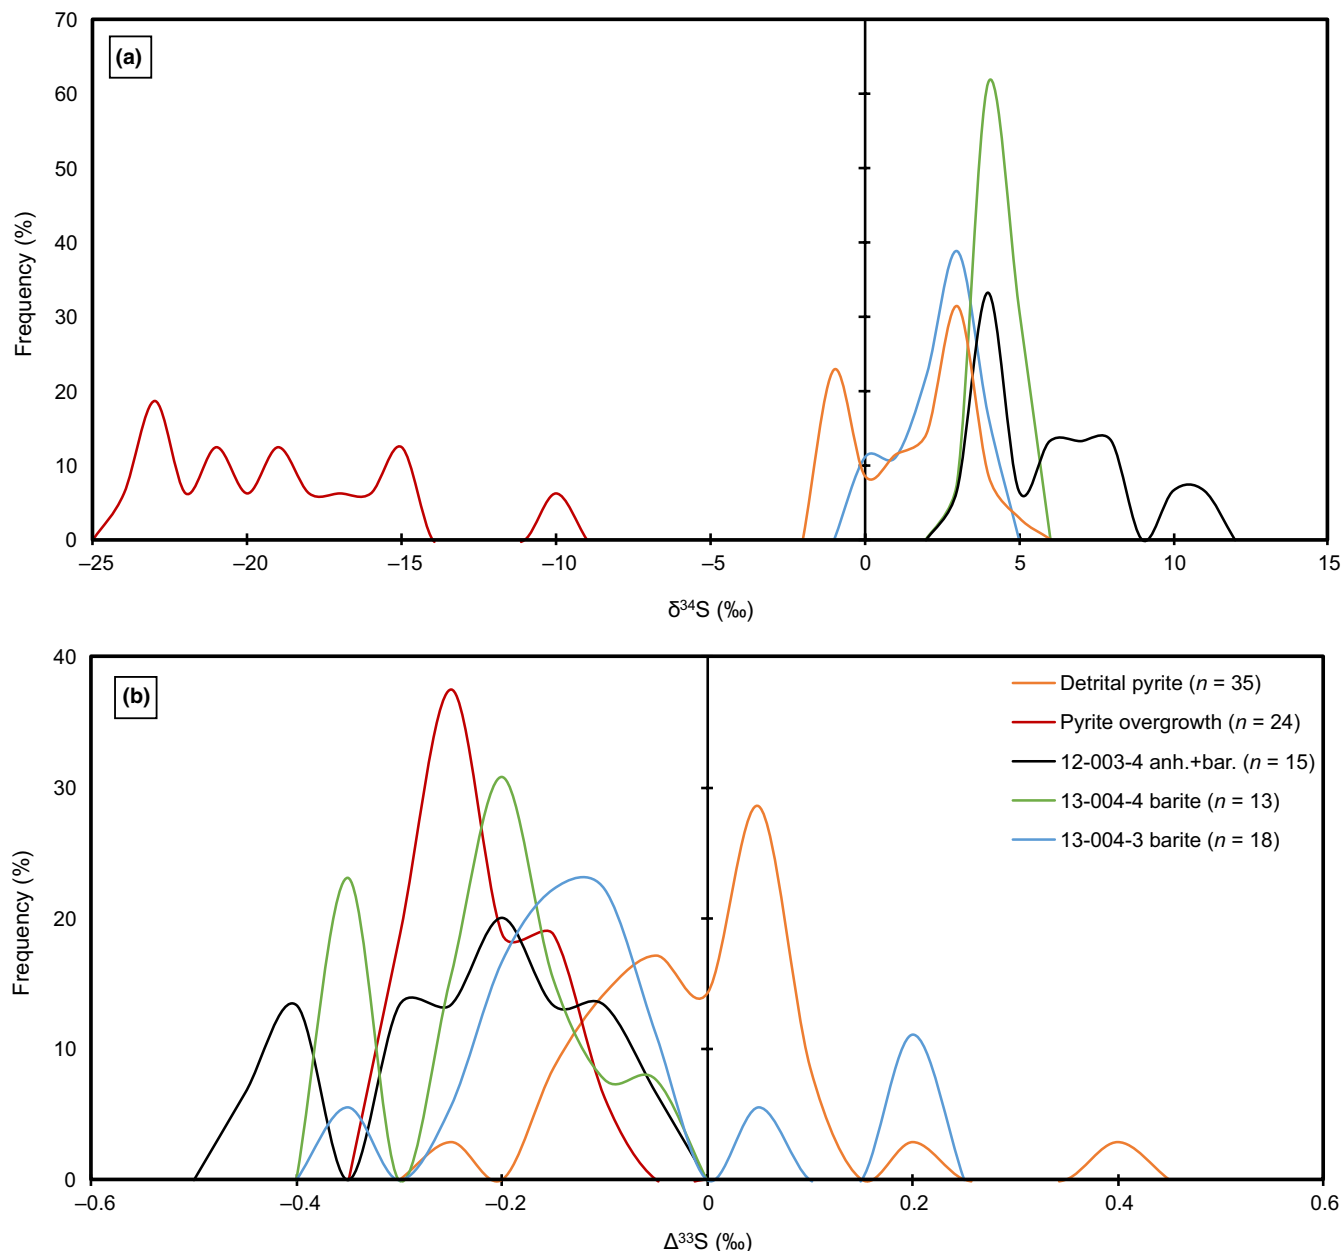 (a)
70
60
50
40
30
20
10
0
Frequency (%)
–25 –20 –15 –10 –5 0 5 10 15
δ³⁴S (‰)
(b)
40
30
20
10
0
Frequency (%)
Detrital pyrite (n = 35)
Pyrite overgrowth (n = 24)
12-003-4 anh.+bar. (n = 15)
13-004-4 barite (n = 13)
13-004-3 barite (n = 18)
–0.6 –0.4 –0.2 0 0.2 0.4 0.6
Δ³³S (‰)